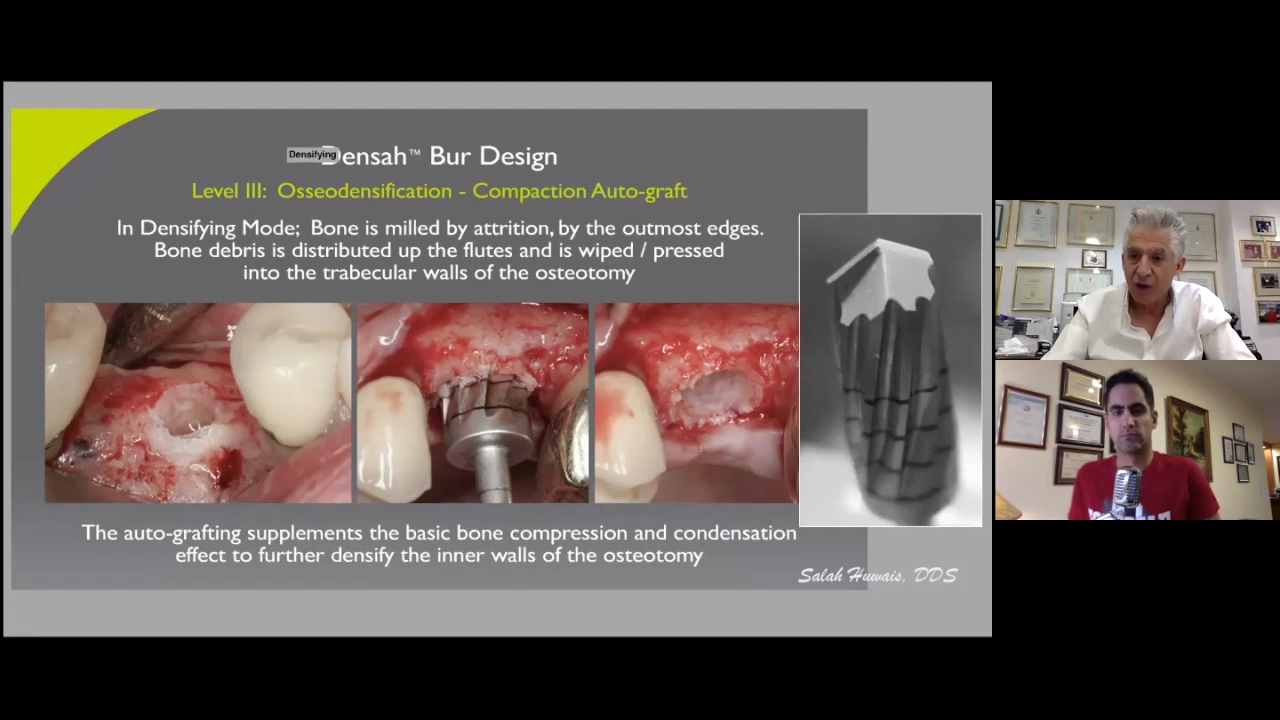 Densifying Densah™ Bur Design
Level III: Osseodensification - Compaction Auto-graft
In Densifying Mode; Bone is milled by attrition, by the outmost edges.
Bone debris is distributed up the flutes and is wiped / pressed
into the trabecular walls of the osteotomy
The auto-grafting supplements the basic bone compression and condensation
effect to further densify the inner walls of the osteotomy
Salah Huwais, DDS